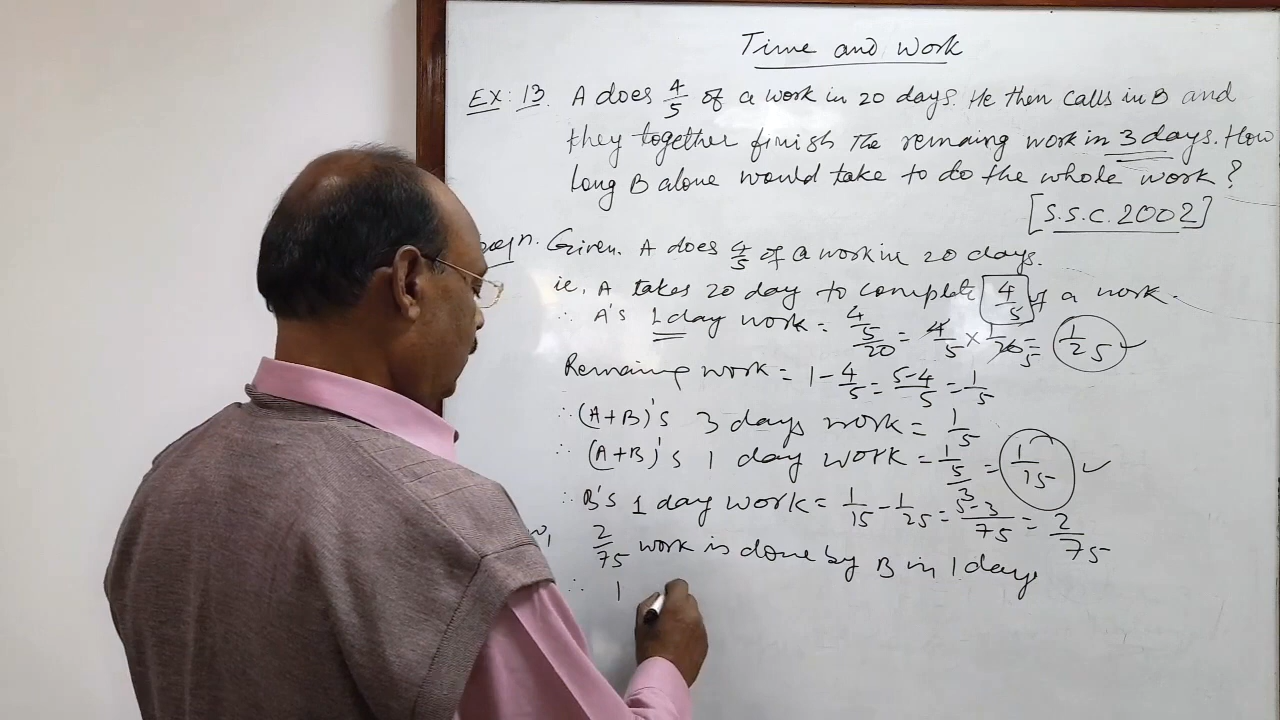 Time and Work
EX: 13. A does 4/5 of a work in 20 days. He then calls in B and
they together finish the remaing work in 3 days. How
long B alone would take to do the whole work?
[S.S.C. 2002]
n. Given. A does 4/5 of a work in 20 days.
ie, A takes 20 day to complete 4/5 of a work.
∴ A's 1 day work = 4/5/20 = 4/5 × 1/20 5 = 1/25
Remaing work = 1 - 4/5 = 5-4/5 = 1/5
∴ (A+B)'s 3 days work = 1/5
∴ (A+B)'s 1 day work = 1/5/3 = 1/15
∴ B's 1 day work = 1/15 - 1/25 = 5-3/75 = 2/75
2/75 work is done by B in 1 days
∴ 1